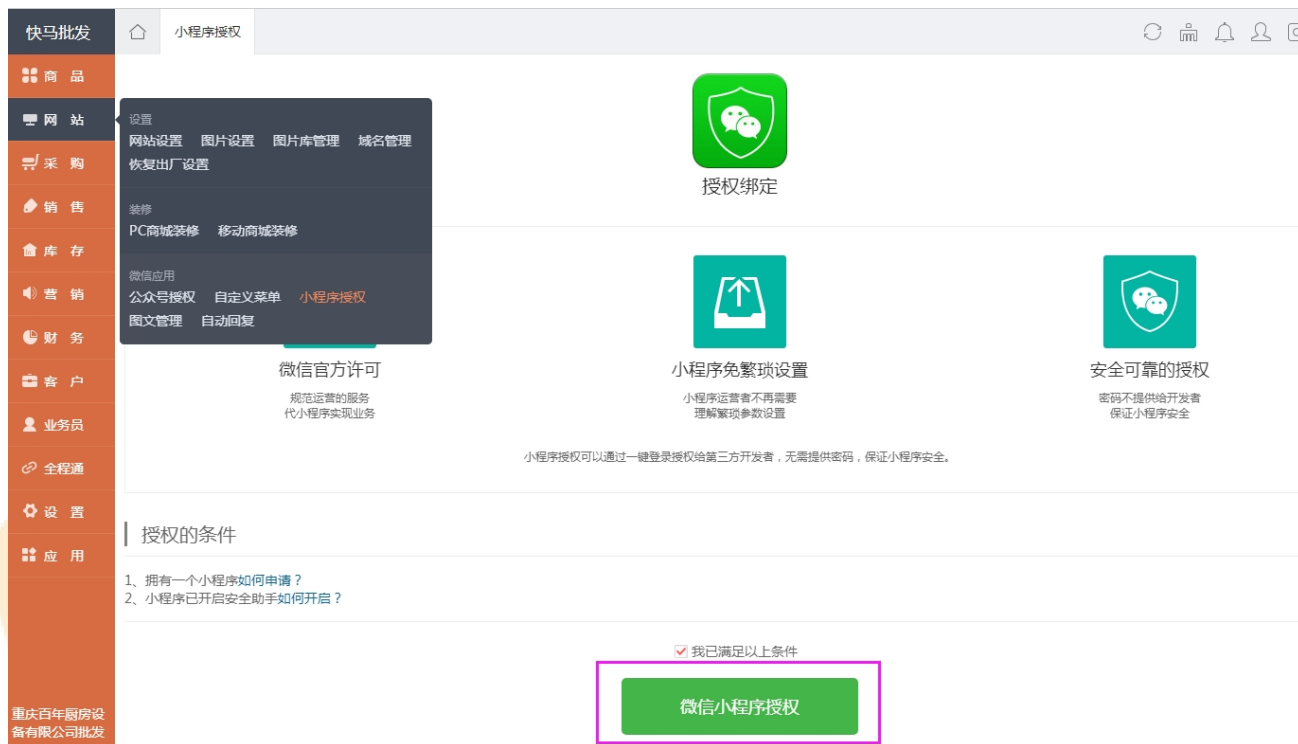 快马批发
小程序授权
商 品
网 站
采 购
销 售
库 存
营 销
财 务
客 户
业务员
全程通
设 置
应 用
重庆百年厨房设
备有限公司批发
设置
网站设置 图片设置 图片库管理 域名管理
恢复出厂设置
装修
PC商城装修 移动商城装修
微信应用
公众号授权 自定义菜单 小程序授权
图文管理 自动回复
授权绑定
微信官方许可
规范运营的服务
代小程序实现业务
小程序免繁琐设置
小程序运营者不再需要
理解繁琐参数设置
安全可靠的授权
密码不提供给开发者
保证小程序安全
小程序授权可以通过一键登录授权给第三方开发者，无需提供密码，保证小程序安全。
授权的条件
1、拥有一个小程序如何申请？
2、小程序已开启安全助手如何开启？
我已满足以上条件
微信小程序授权